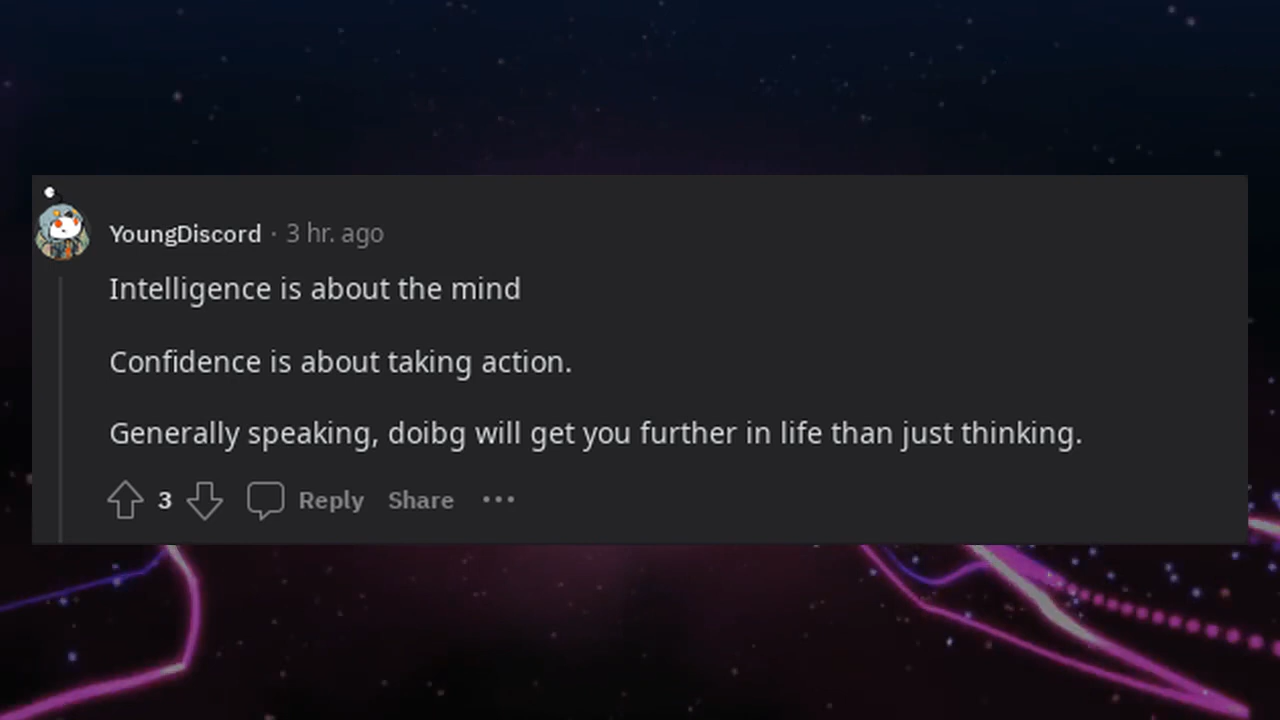 YoungDiscord · 3 hr. ago
Intelligence is about the mind
Confidence is about taking action.
Generally speaking, doibg will get you further in life than just thinking.
3 Reply Share •••